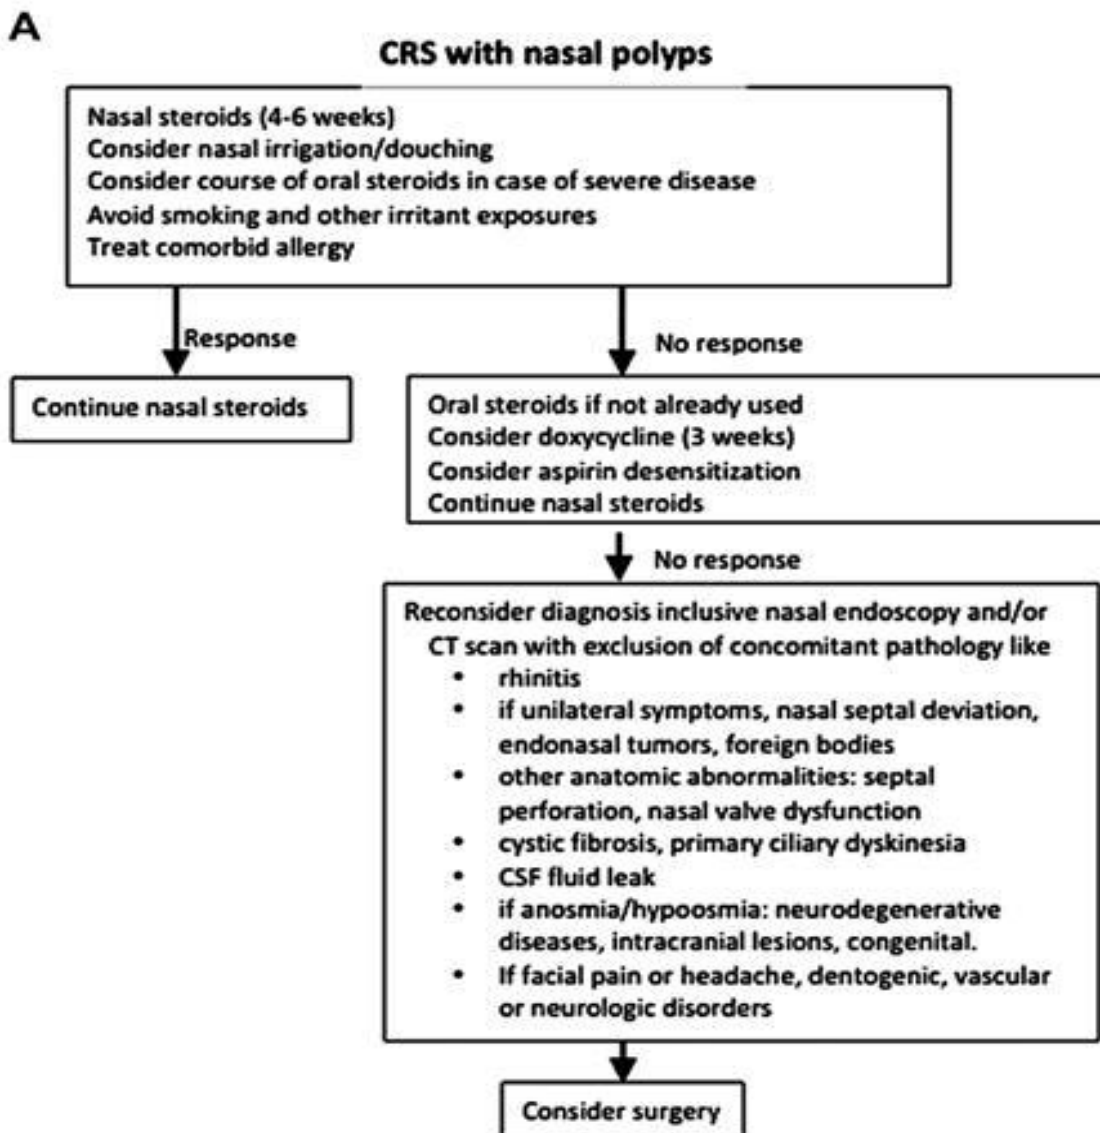 A
CRS with nasal polyps
Nasal steroids (4-6 weeks)
Consider nasal irrigation/douching
Consider course of oral steroids in case of severe disease
Avoid smoking and other irritant exposures
Treat comorbid allergy
Response
No response
Continue nasal steroids
Oral steroids if not already used
Consider doxycycline (3 weeks)
Consider aspirin desensitization
Continue nasal steroids
No response
Reconsider diagnosis inclusive nasal endoscopy and/or
CT scan with exclusion of concomitant pathology like
• rhinitis
• if unilateral symptoms, nasal septal deviation,
endonasal tumors, foreign bodies
• other anatomic abnormalities: septal
perforation, nasal valve dysfunction
• cystic fibrosis, primary ciliary dyskinesia
• CSF fluid leak
• if anosmia/hypoosmia: neurodegenerative
diseases, intracranial lesions, congenital.
• If facial pain or headache, dentogenic, vascular
or neurologic disorders
Consider surgery